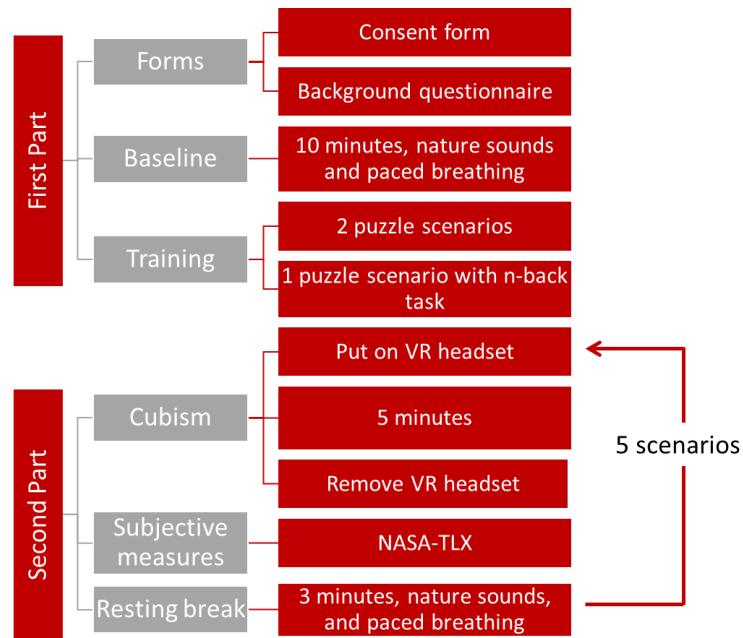 First Part
Forms
Consent form
Background questionnaire
Baseline
10 minutes, nature sounds
and paced breathing
Training
2 puzzle scenarios
1 puzzle scenario with n-back
task
Second Part
Cubism
Put on VR headset
5 minutes
Remove VR headset
5 scenarios
Subjective
measures
NASA-TLX
Resting break
3 minutes, nature sounds,
and paced breathing